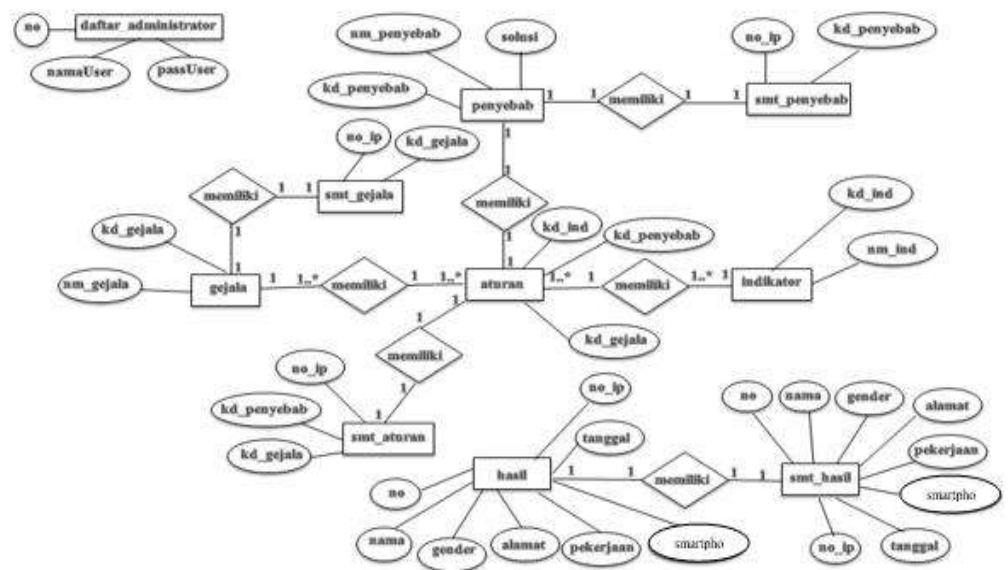 no
daftar_administrator
namaUser
passUser
nm_penyebab
solusi
kd_penyebab
penyebab
1
1
memiliki
1
1
no_ip
kd_penyebab
smt_penyebab
1
memiliki
1
1
1
no_ip
kd_gejala
memiliki
1
1
smt_gejala
1
1
kd_gejala
nm_gejala
gejala
1
1..*
memiliki
1
1..*
aturan
kd_ind
kd_penyebab
1..*
1
memiliki
1..*
1
indikator
kd_ind
nm_ind
kd_gejala
1
1
memiliki
1
1
no_ip
kd_penyebab
kd_gejala
smt_aturan
no_ip
tanggal
hasil
1
1
memiliki
1
1
no
nama
gender
alamat
pekerjaan
smartpho
no
nama
gender
alamat
pekerjaan
smartpho
smt_hasil
no_ip
tanggal